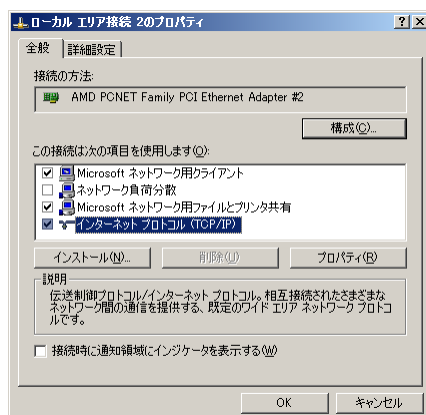 ローカル エリア接続 2のプロパティ
全般
詳細設定
接続の方法:
AMD PCNET Family PCI Ethernet Adapter #2
構成(C)...
この接続は次の項目を使用します(O):
Microsoft ネットワーク用クライアント
ネットワーク負荷分散
Microsoft ネットワーク用ファイルとプリンタ共有
インターネット プロトコル (TCP/IP)
インストール(N)...
削除(U)
プロパティ(R)
説明
伝送制御プロトコル/インターネット プロトコル。相互接続されたさまざまな
ネットワーク間の通信を提供する、既定のワイド エリア ネットワーク プロトコ
ルです。
接続時に通知領域にインジケータを表示する(W)
OK
キャンセル